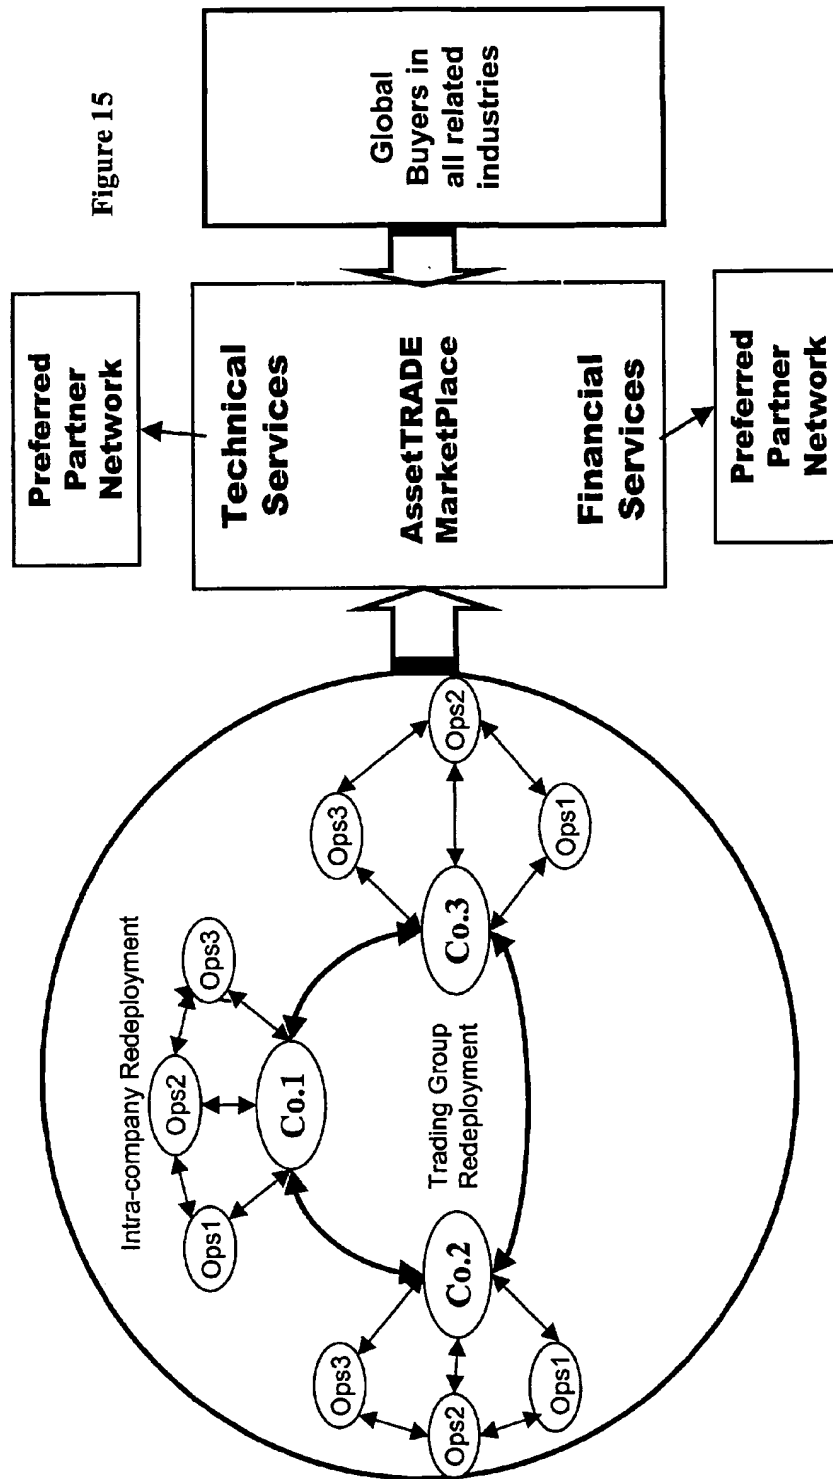 Figure 15
Intra-company Redeployment
Ops1
Ops2
Ops3
Co.1
Trading Group
Redeployment
Co.2
Ops3
Ops2
Ops1
Co.3
Ops3
Ops2
Ops1
Preferred
Partner
Network
Technical
Services
AssetTRADE
MarketPlace
Financial
Services
Preferred
Partner
Network
Global
Buyers in
all related
industries